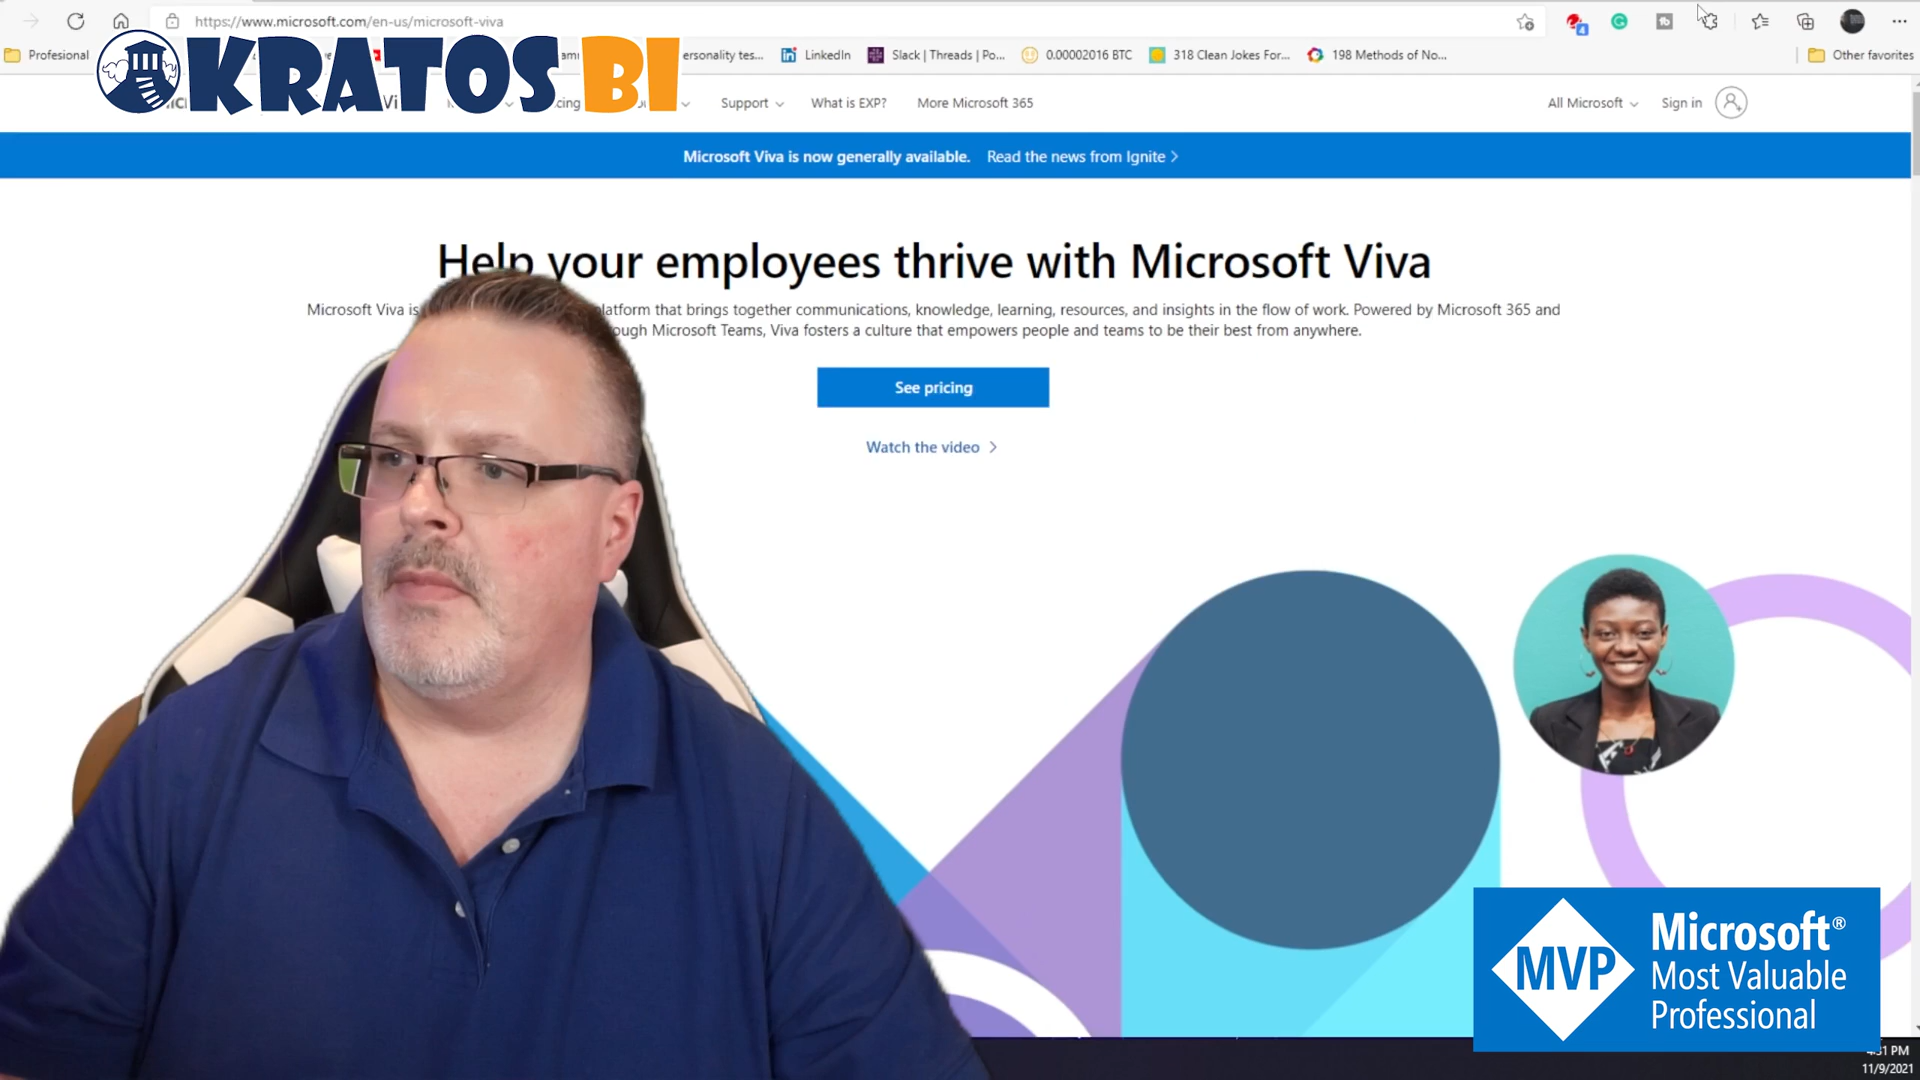 https://www.microsoft.com/en-us/microsoft-viva
Profesional
ersonality tes...
LinkedIn
Slack | Threads | Po...
0.00002016 BTC
318 Clean Jokes For...
198 Methods of No...
Other favorites
KRATOS BI
Support
What is EXP?
More Microsoft 365
All Microsoft
Sign in
Microsoft Viva is now generally available. Read the news from Ignite >
Help your employees thrive with Microsoft Viva
Microsoft Viva is
latform that brings together communications, knowledge, learning, resources, and insights in the flow of work. Powered by Microsoft 365 and
ough Microsoft Teams, Viva fosters a culture that empowers people and teams to be their best from anywhere.
See pricing
Watch the video >
MVP
Microsoft®
Most Valuable
Professional
PM
11/9/2021